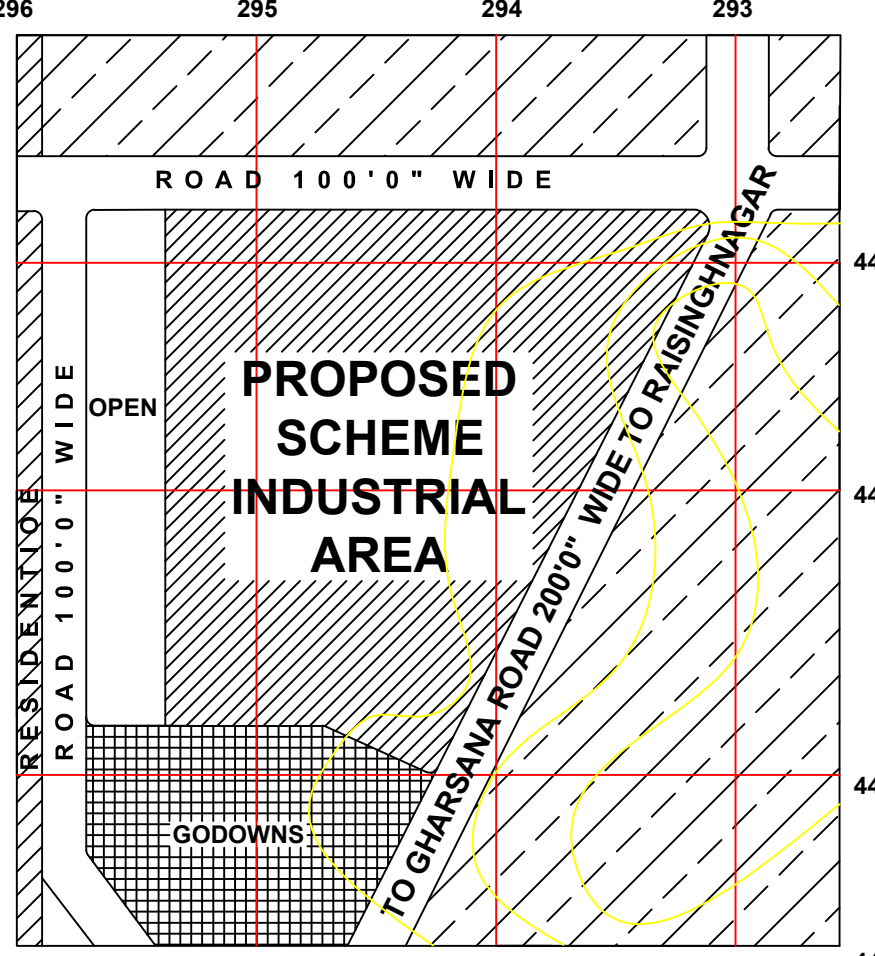 296 295 294 293
ROAD 100'0" WIDE
TO GHARSANA ROAD 200'0" WIDE TO RAISINGHNAGAR
44
PROPOSED
SCHEME
INDUSTRIAL
AREA
OPEN
ROAD 100'0" WIDE
RESIDENTIOE
44
44
GODOWNS